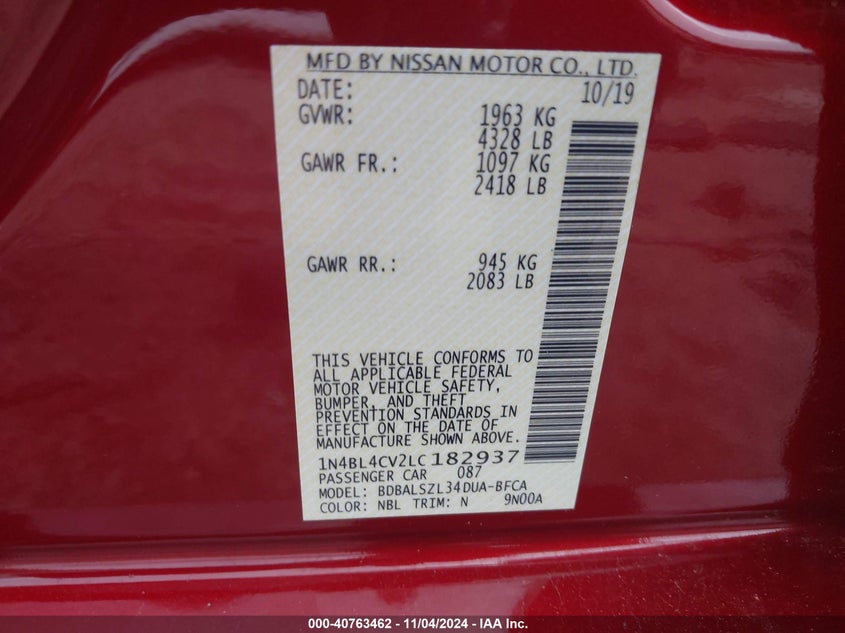 MFD BY NISSAN MOTOR CO., LTD.
DATE: 10/19
GVWR: 1963 KG
4328 LB
GAWR FR.: 1097 KG
2418 LB
GAWR RR.: 945 KG
2083 LB
THIS VEHICLE CONFORMS TO
ALL APPLICABLE FEDERAL
MOTOR VEHICLE SAFETY,
BUMPER, AND THEFT
PREVENTION STANDARDS IN
EFFECT ON THE DATE OF
MANUFACTURE SHOWN ABOVE.
1N4BL4CV2LC182937
PASSENGER CAR 087
MODEL: BDBALSZL34DUA-BFCA
COLOR: NBL TRIM: N 9N00A
000-40763462 - 11/04/2024 - IAA Inc.